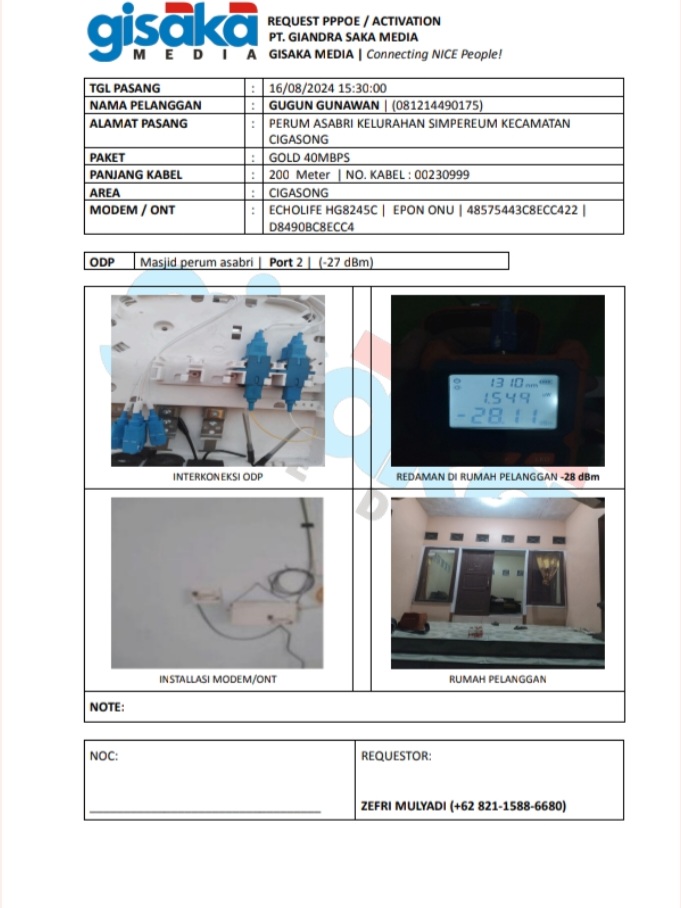 gisaka
MEDIA
REQUEST PPPOE / ACTIVATION
PT. GIANDRA SAKA MEDIA
GISAKA MEDIA | Connecting NICE People!
TGL PASANG : 16/08/2024 15:30:00
NAMA PELANGGAN : GUGUN GUNAWAN | (081214490175)
ALAMAT PASANG : PERUM ASABRI KELURAHAN SIMPEREUM KECAMATAN
CIGASONG
PAKET : GOLD 40MBPS
PANJANG KABEL : 200 Meter | NO. KABEL : 00230999
AREA : CIGASONG
MODEM / ONT : ECHOLIFE HG8245C | EPON ONU | 48575443C8ECC422 |
D8490BC8ECC4
ODP Masjid perum asabri | Port 2 | (-27 dBm)
1310 nm
1.549
-28.11
INTERKONEKSI ODP
REDAMAN DI RUMAH PELANGGAN -28 dBm
INSTALLASI MODEM/ONT
RUMAH PELANGGAN
NOTE:
NOC:
REQUESTOR:
ZEFRI MULYADI (+62 821-1588-6680)